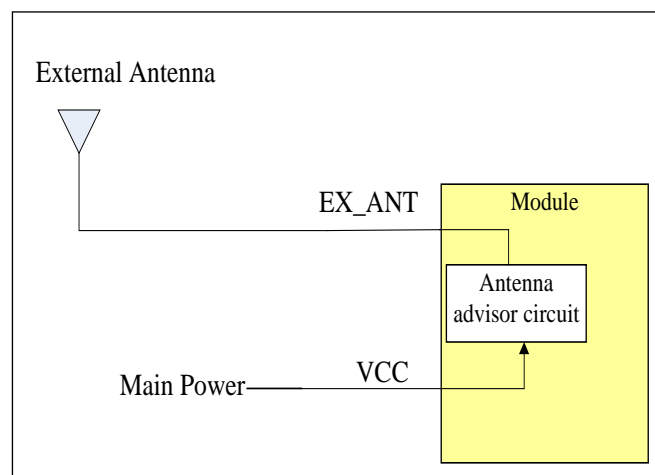 External Antenna
EX_ANT
Module
Antenna
advisor circuit
VCC
Main Power